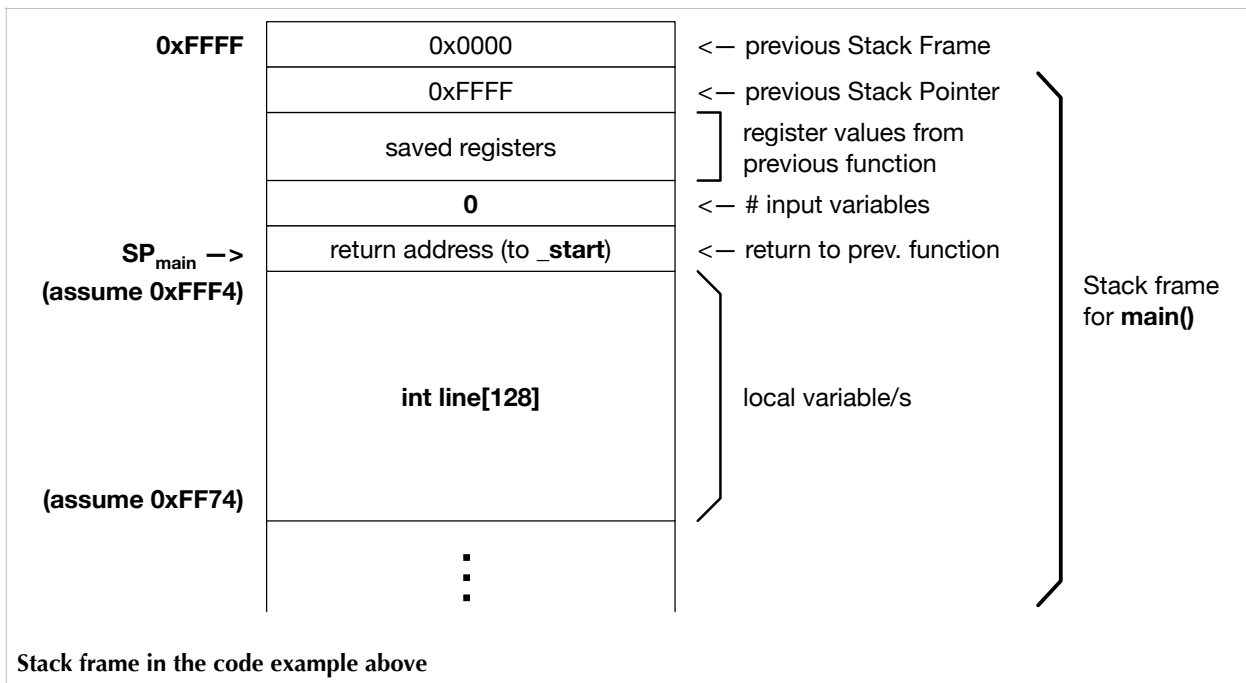 0xFFFF 0x0000 <— previous Stack Frame
0xFFFF <— previous Stack Pointer
saved registers register values from
previous function
0 <— # input variables
SPmain —> return address (to _start) <— return to prev. function
(assume 0xFFF4)
Stack frame
for main()
int line[128] local variable/s
(assume 0xFF74)
Stack frame in the code example above